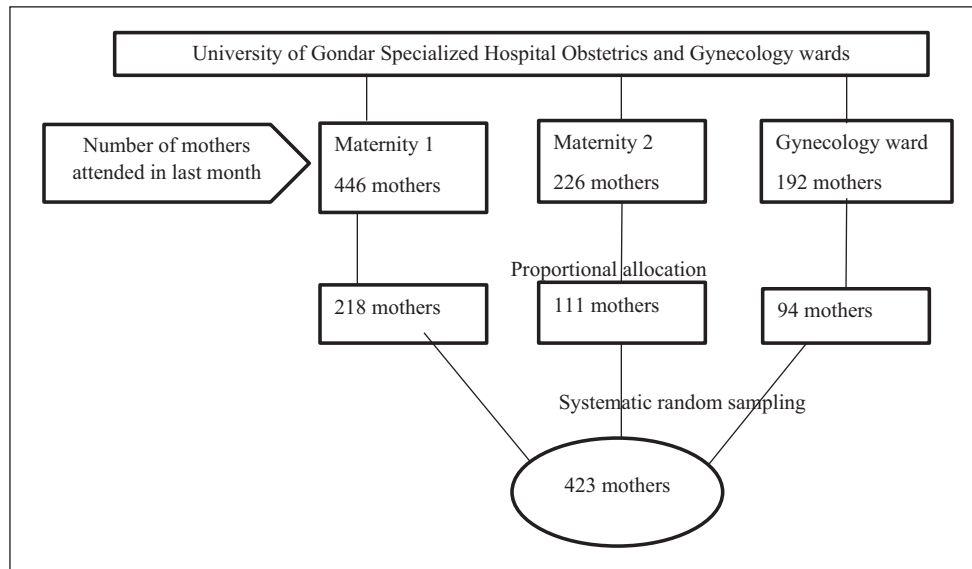 University of Gondar Specialized Hospital Obstetrics and Gynecology wards
Number of mothers
attended in last month
Maternity 1
446 mothers
Maternity 2
226 mothers
Gynecology ward
192 mothers
Proportional allocation
218 mothers
111 mothers
94 mothers
Systematic random sampling
423 mothers